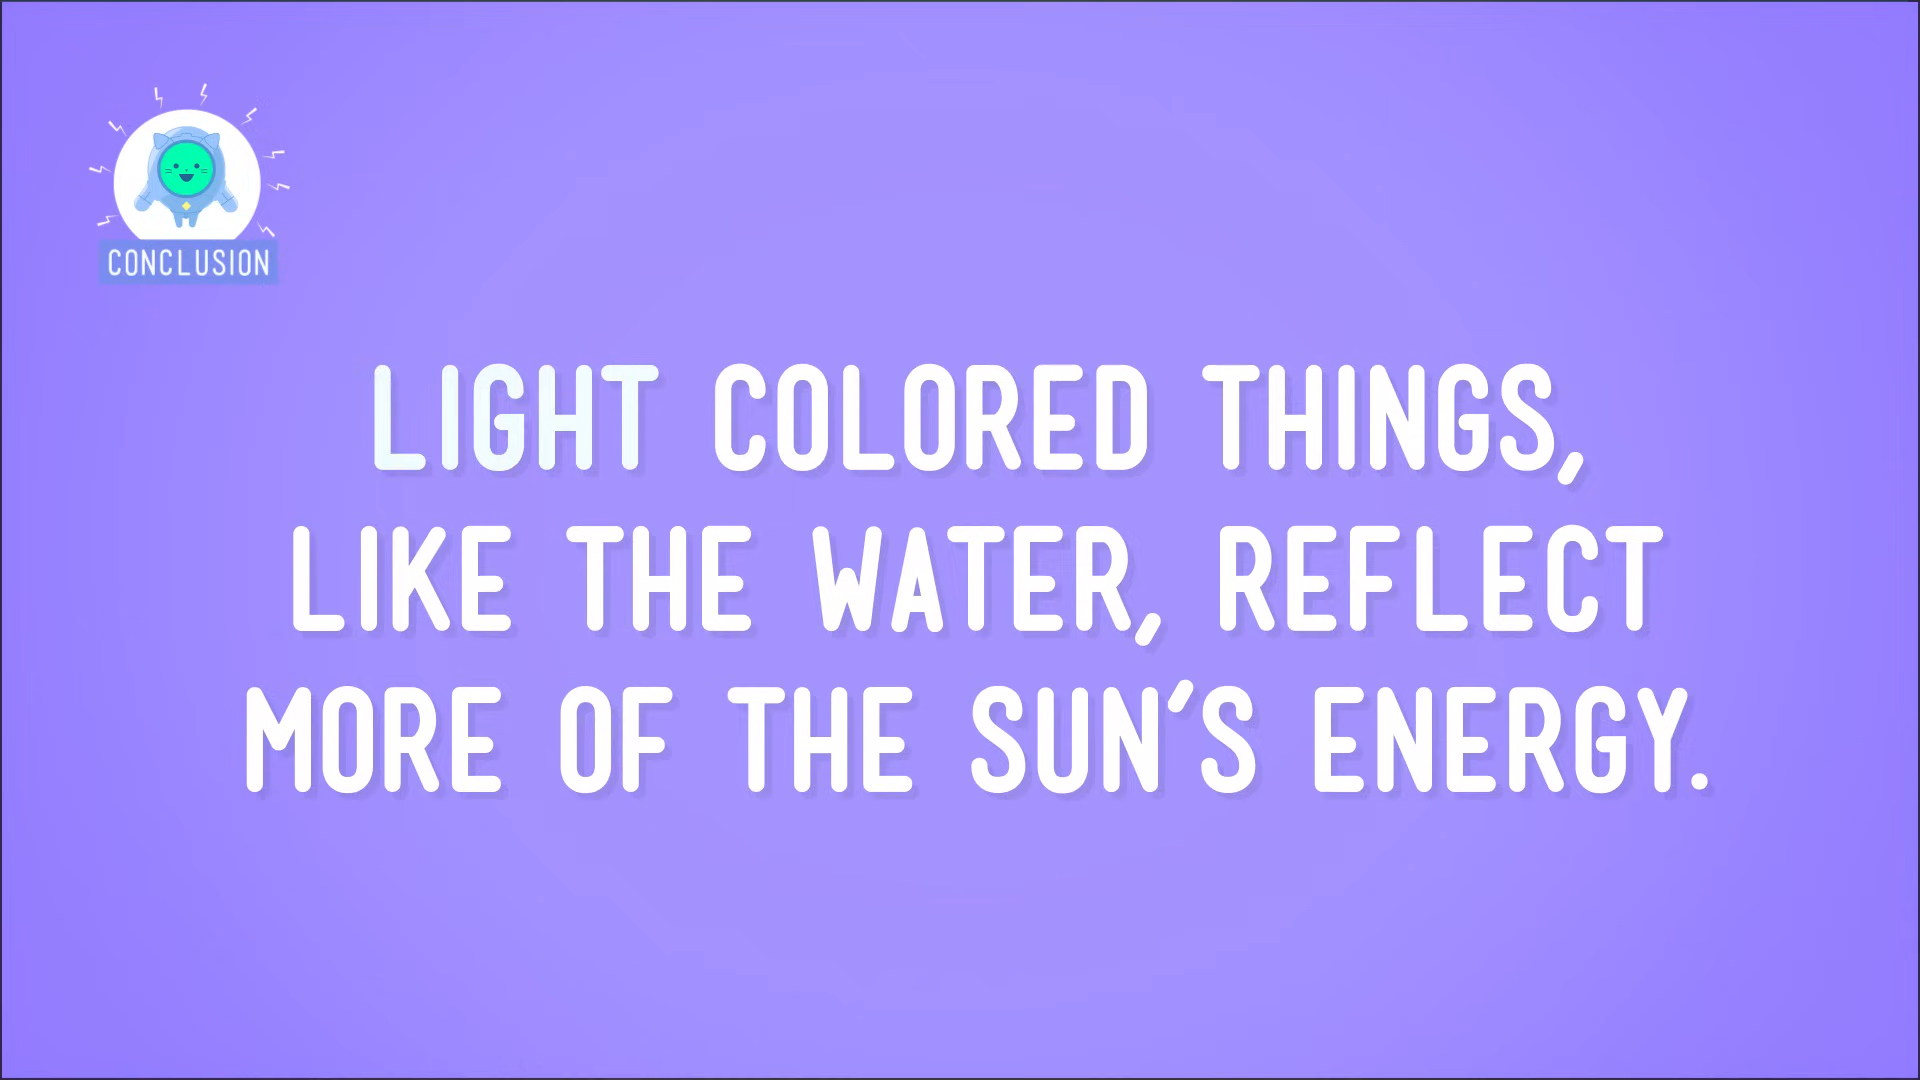 CONCLUSION
LIGHT COLORED THINGS,
LIKE THE WATER, REFLECT
MORE OF THE SUN'S ENERGY.